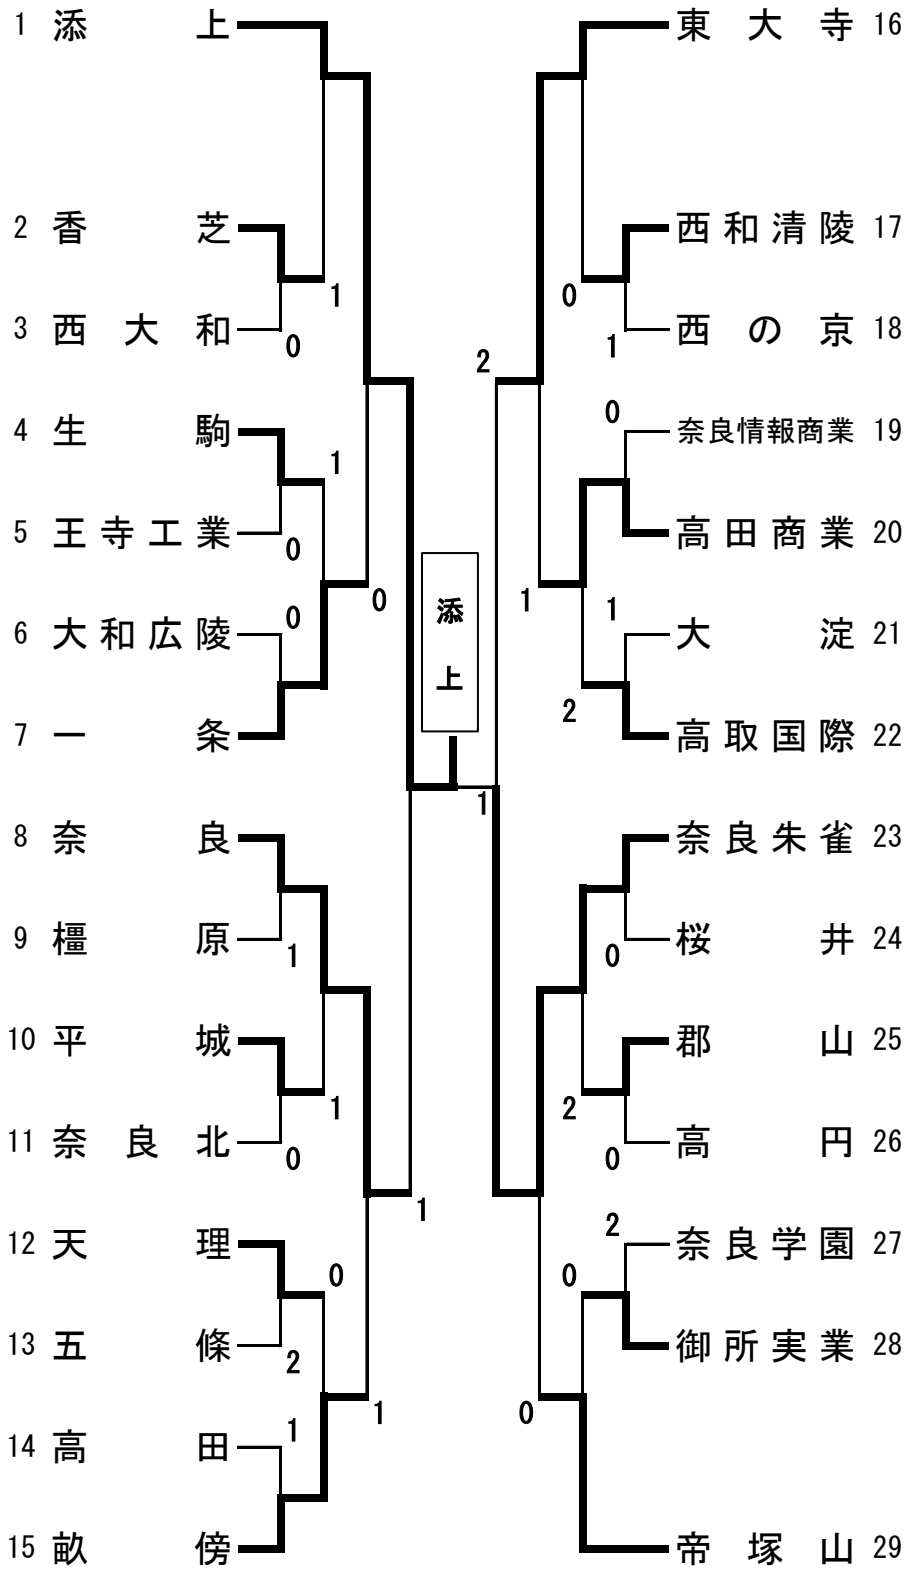 1 添上
2 香芝
1
3 西大和
0
4 生駒
1
5 王寺工業
0
0
6 大和広陵
0
7 一条
8 奈良
9 橿原
1
10 平城
1
11 奈良北
0
1
12 天理
0
13 五條
2
1
14 高田
1
15 畝傍
添上
1
東大寺 16
西和清陵 17
0
西の京 18
1
2
0
奈良情報商業 19
高田商業 20
1
1
大淀 21
2
高取国際 22
奈良朱雀 23
桜井 24
0
郡山 25
2
高円 26
0
2
奈良学園 27
0
御所実業 28
0
帝塚山 29